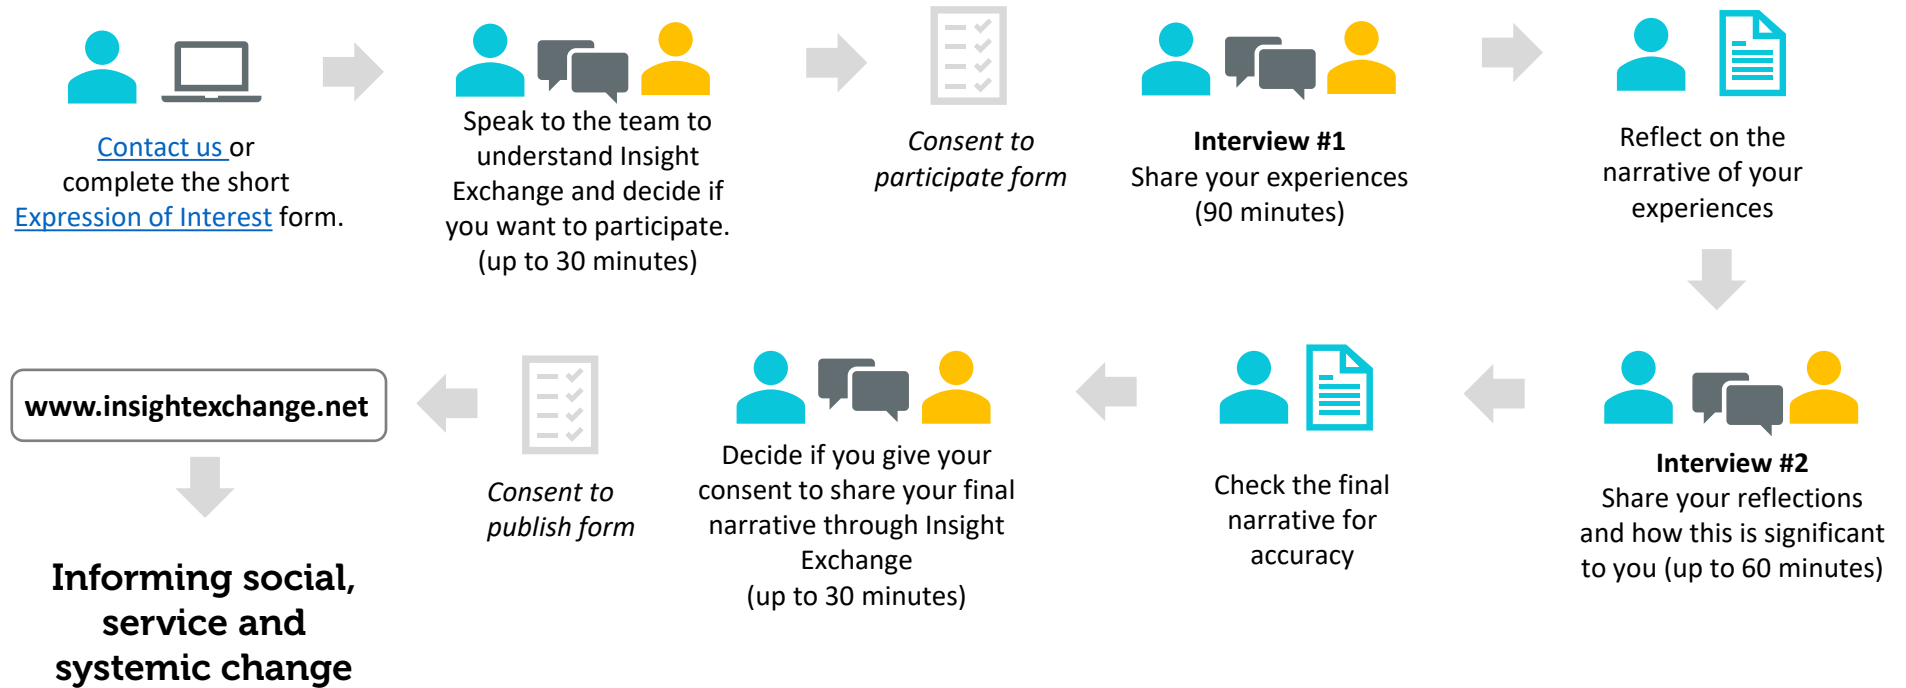 Contact us or
complete the short
Expression of Interest form.
Speak to the team to
understand Insight
Exchange and decide if
you want to participate.
(up to 30 minutes)
Consent to
participate form
Interview #1
Share your experiences
(90 minutes)
Reflect on the
narrative of your
experiences
Interview #2
Share your reflections
and how this is significant
to you (up to 60 minutes)
Check the final
narrative for
accuracy
Decide if you give your
consent to share your final
narrative through Insight
Exchange
(up to 30 minutes)
Consent to
publish form
www.insightexchange.net
Informing social,
service and
systemic change